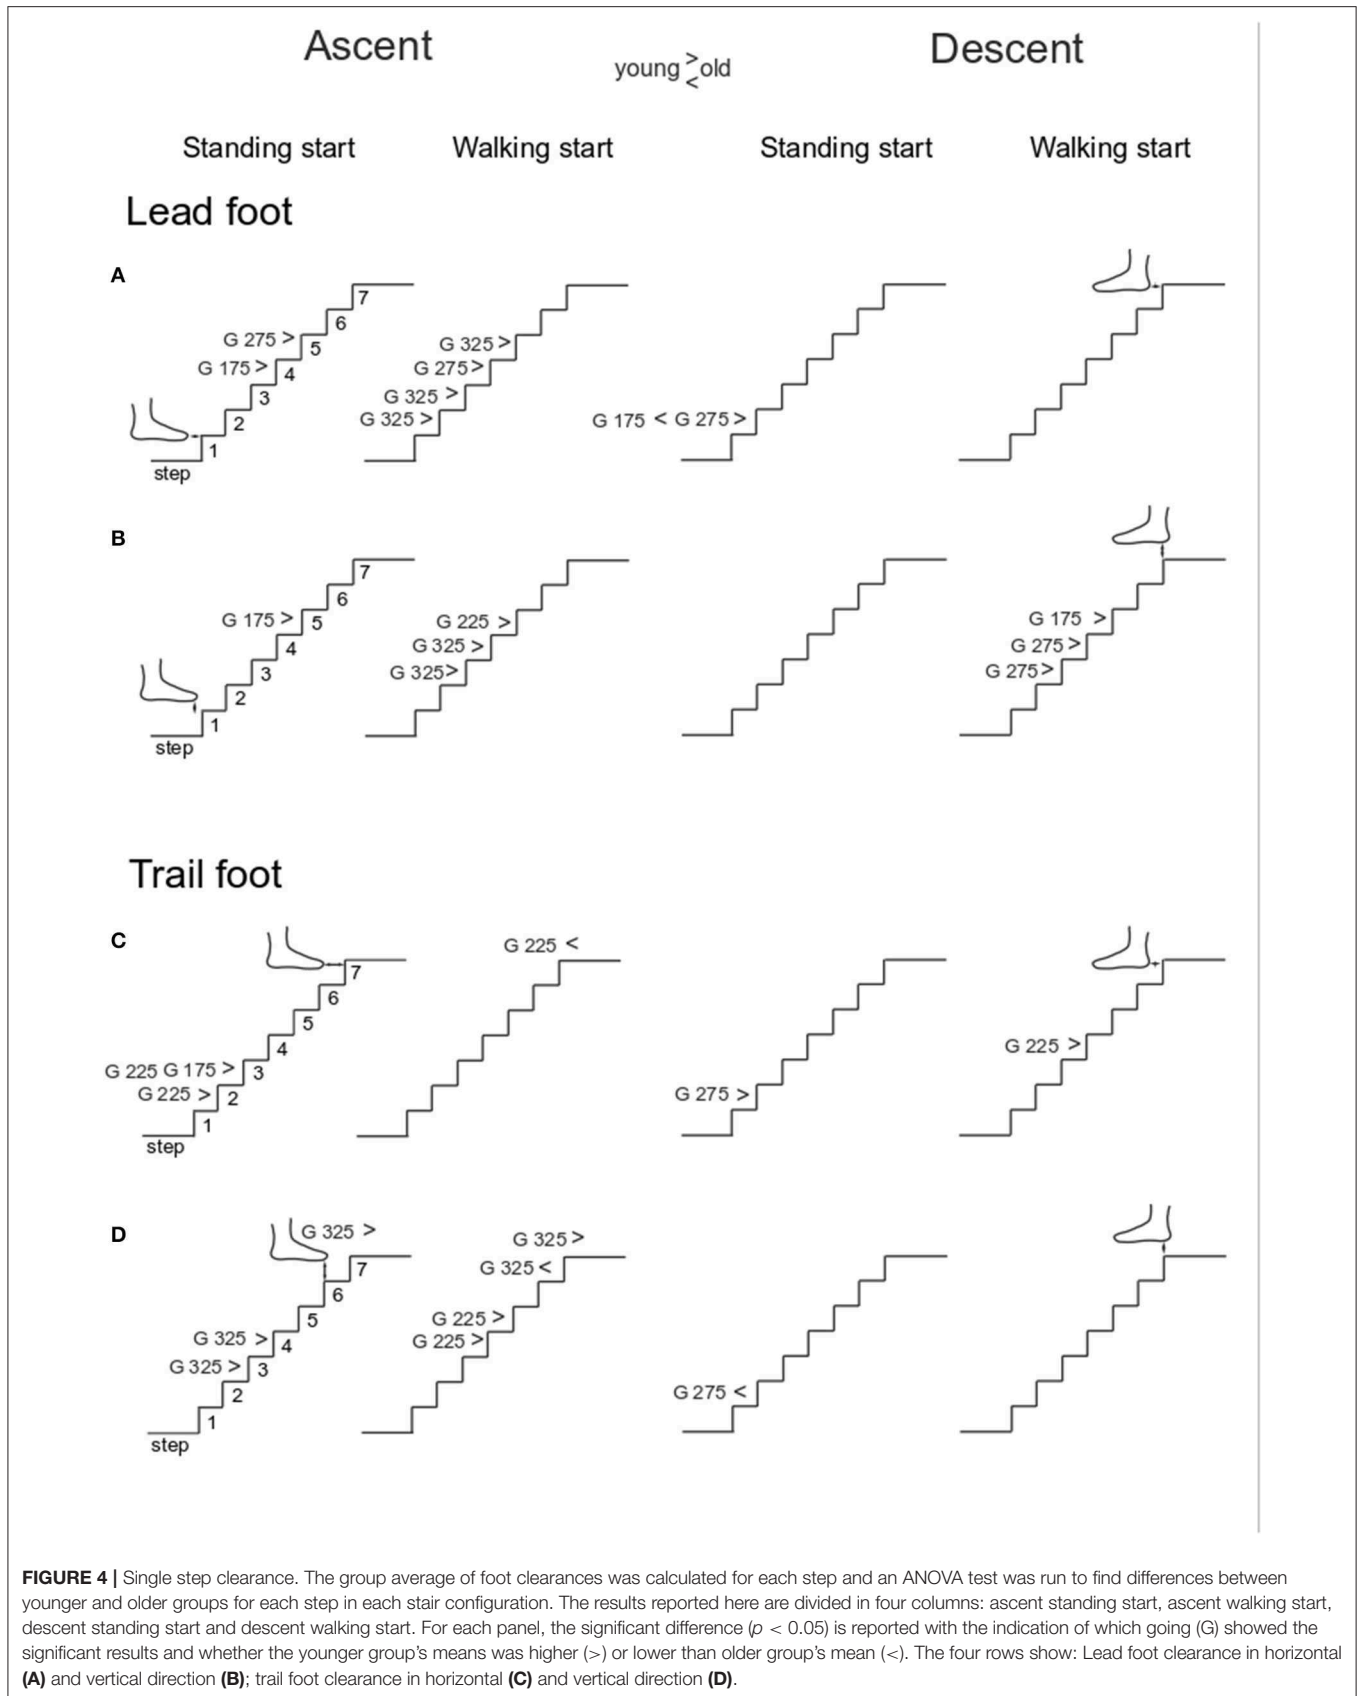 Ascent
Descent
young > < old
Standing start
Walking start
Standing start
Walking start
Lead foot
A
7
6
G 275 >
5
G 175 >
4
3
2
1
step
G 325 >
G 275 >
G 325 >
G 325 >
G 175 < G 275 >
B
7
6
G 175 >
5
4
3
2
1
step
G 225 >
G 325 >
G 325 >
G 175 >
G 275 >
G 275 >
Trail foot
C
7
6
5
4
G 225 G 175 >
3
G 225 >
2
1
step
G 225 <
G 275 >
G 225 >
D
G 325 >
7
6
5
G 325 >
4
G 325 >
3
2
1
step
G 325 >
G 325 <
G 225 >
G 225 >
G 275 <
FIGURE 4 | Single step clearance. The group average of foot clearances was calculated for each step and an ANOVA test was run to find differences between
younger and older groups for each step in each stair configuration. The results reported here are divided in four columns: ascent standing start, ascent walking start,
descent standing start and descent walking start. For each panel, the significant difference (p < 0.05) is reported with the indication of which going (G) showed the
significant results and whether the younger group's means was higher (>) or lower than older group's mean (<). The four rows show: Lead foot clearance in horizontal
(A) and vertical direction (B); trail foot clearance in horizontal (C) and vertical direction (D).